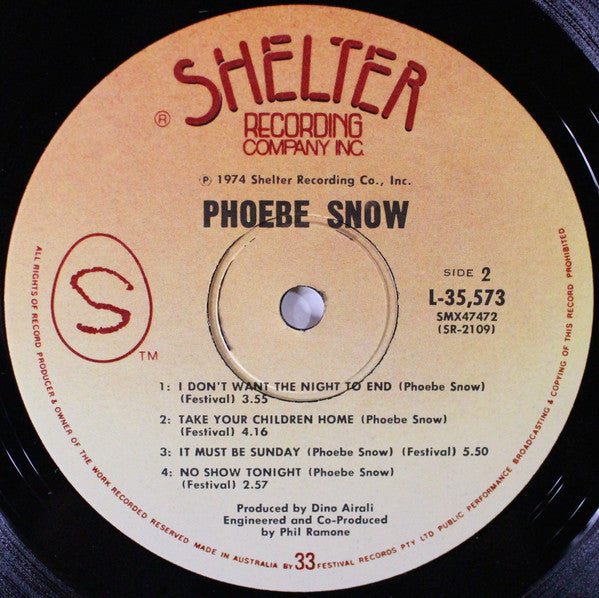 SHELTER
®
RECORDING
COMPANY INC.
℗ 1974 Shelter Recording Co., Inc.
PHOEBE SNOW
S
TM
SIDE 2
L-35,573
SMX47472
(SR-2109)
1: I DON'T WANT THE NIGHT TO END (Phoebe Snow)
(Festival) 3.55
2: TAKE YOUR CHILDREN HOME (Phoebe Snow)
(Festival) 4.16
3: IT MUST BE SUNDAY (Phoebe Snow) (Festival) 5.50
4: NO SHOW TONIGHT (Phoebe Snow)
(Festival) 2.57
Produced by Dino Airali
Engineered and Co-Produced
by Phil Ramone
ALL RIGHTS OF RECORD PRODUCER & OWNER OF THE WORK RECORDED RESERVED MADE IN AUSTRALIA BY 33 FESTIVAL RECORDS PTY LTD PUBLIC PERFORMANCE BROADCASTING & COPYING OF THIS RECORD PROHIBITED